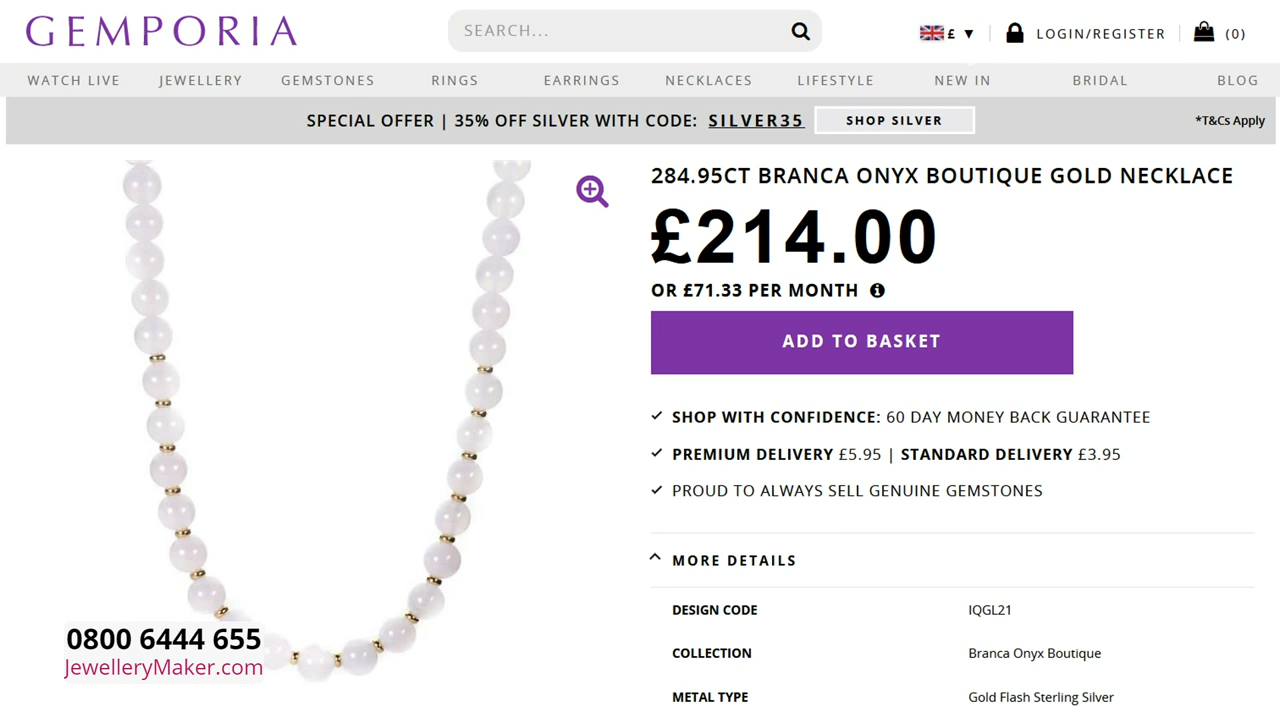 GEMPORIA
SEARCH...
£ ▼
LOGIN/REGISTER
(0)
WATCH LIVE
JEWELLERY
GEMSTONES
RINGS
EARRINGS
NECKLACES
LIFESTYLE
NEW IN
BRIDAL
BLOG
SPECIAL OFFER | 35% OFF SILVER WITH CODE: SILVER35
SHOP SILVER
*T&Cs Apply
284.95CT BRANCA ONYX BOUTIQUE GOLD NECKLACE
£214.00
OR £71.33 PER MONTH
ADD TO BASKET
SHOP WITH CONFIDENCE: 60 DAY MONEY BACK GUARANTEE
PREMIUM DELIVERY £5.95 | STANDARD DELIVERY £3.95
PROUD TO ALWAYS SELL GENUINE GEMSTONES
MORE DETAILS
DESIGN CODE IQGL21
COLLECTION Branca Onyx Boutique
METAL TYPE Gold Flash Sterling Silver
0800 6444 655
JewelleryMaker.com